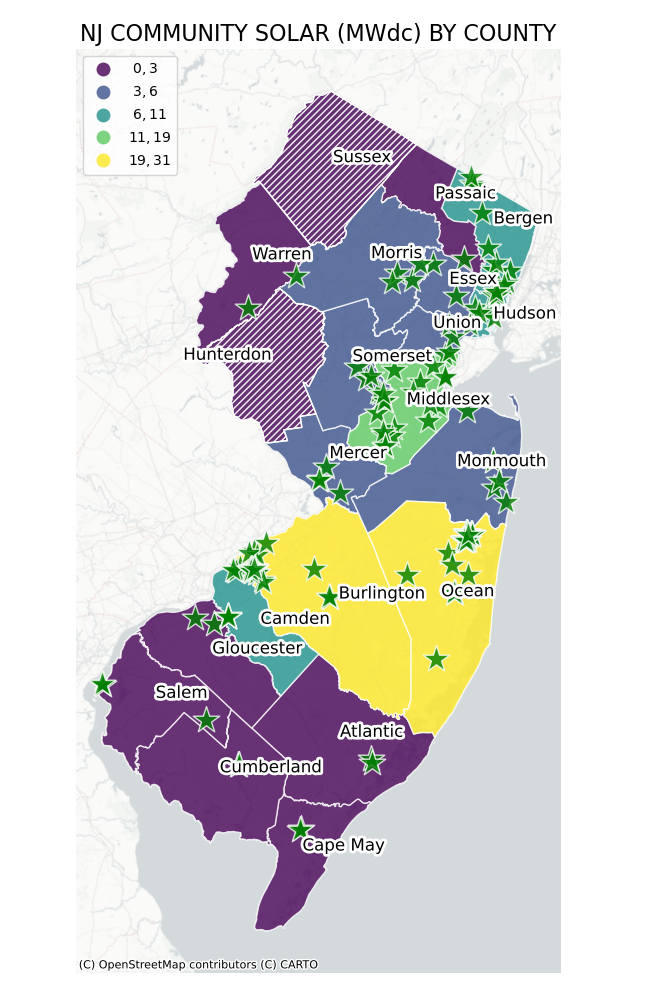 NJ COMMUNITY SOLAR (MWdc) BY COUNTY
0, 3
3, 6
6, 11
11, 19
19, 31
Sussex
Passaic
Bergen
Warren
Morris
Essex
Hudson
Union
Hunterdon
Somerset
Middlesex
Mercer
Monmouth
Burlington
Ocean
Camden
Gloucester
Salem
Atlantic
Cumberland
Cape May
(C) OpenStreetMap contributors (C) CARTO